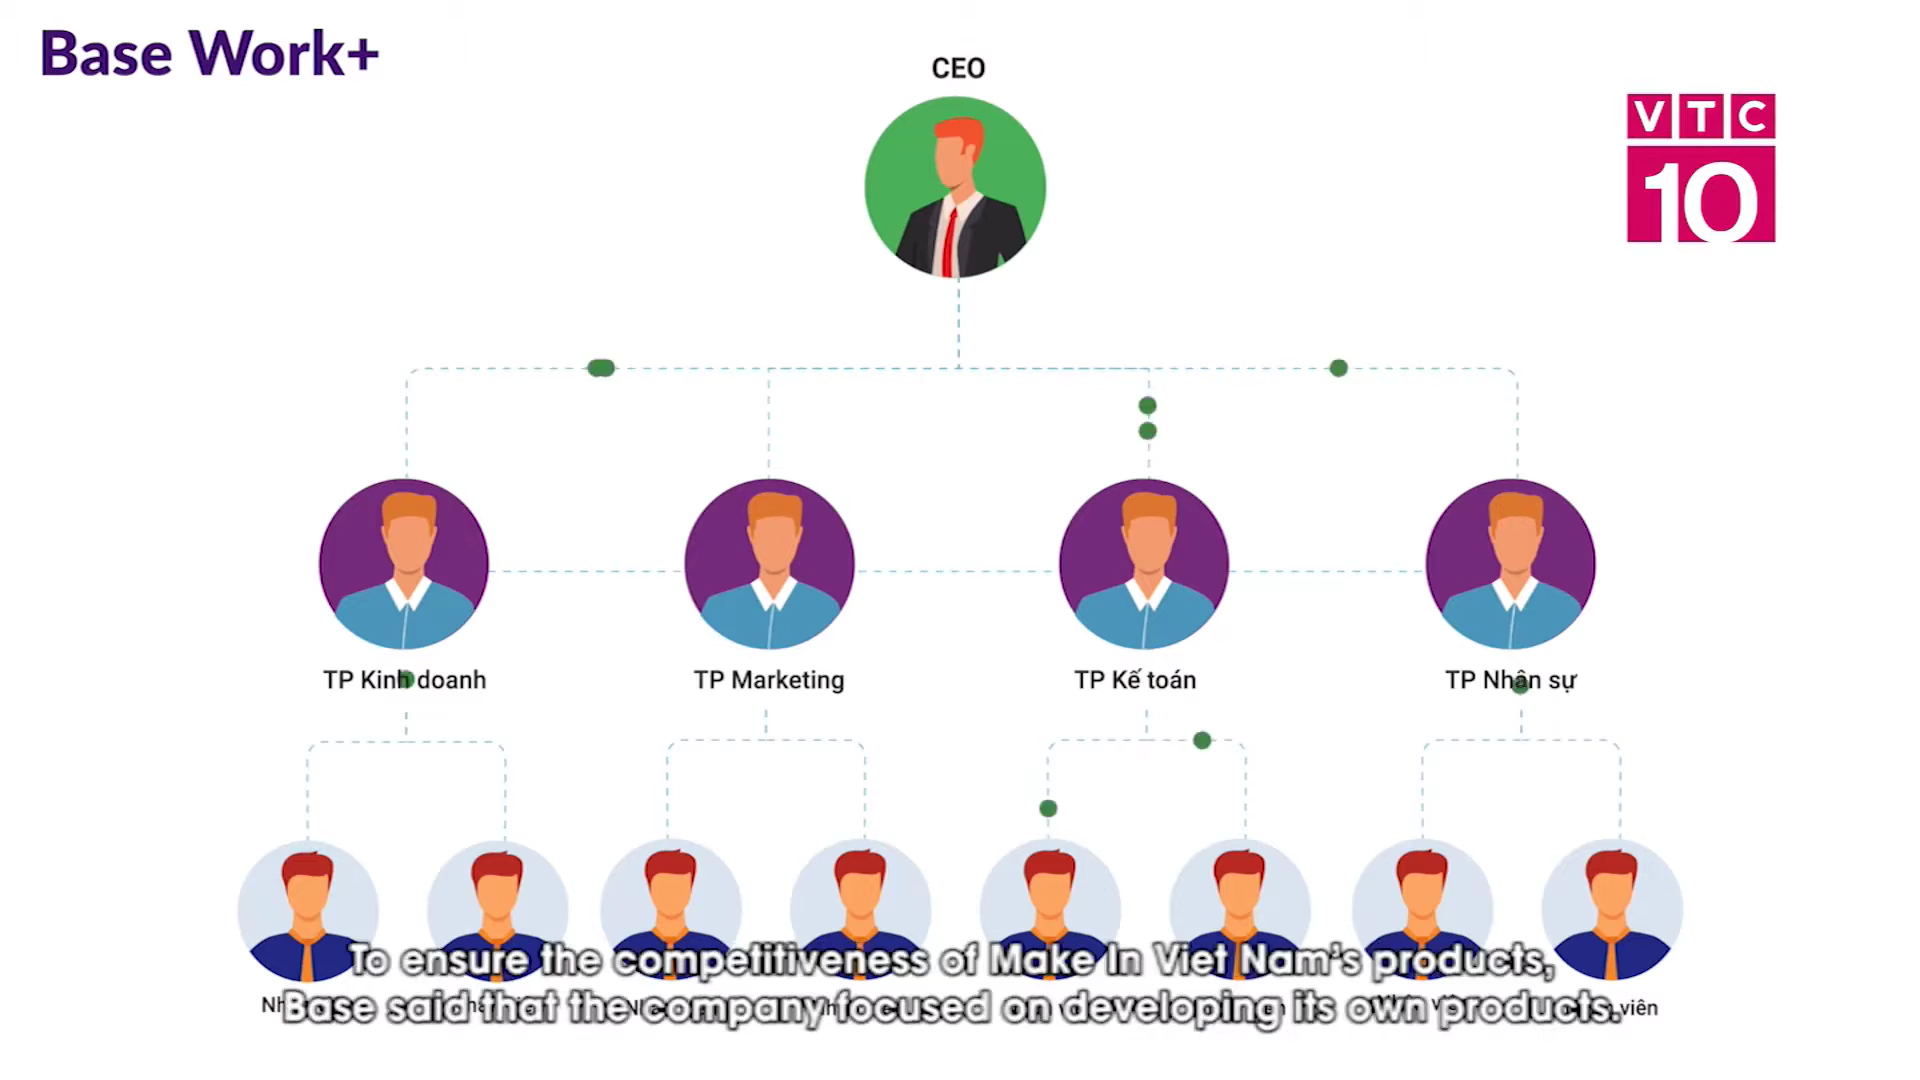 Base Work+
CEO
VTC
10
TP Kinh doanh
TP Marketing
TP Kế toán
TP Nhân sự
To ensure the competitiveness of Make In Viet Nam's products,
Base said that the company focused on developing its own products.
viên